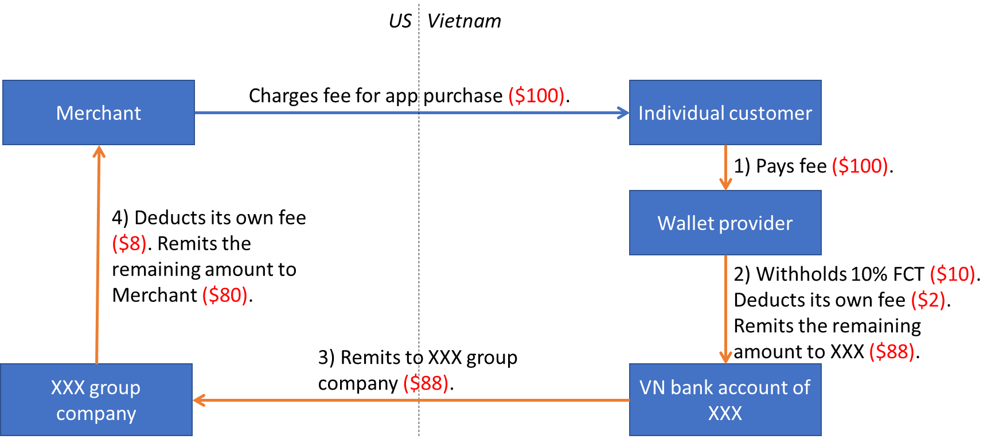 US
Vietnam
Charges fee for app purchase ($100).
Merchant
Individual customer
1) Pays fee ($100).
Wallet provider
4) Deducts its own fee
($8). Remits the
remaining amount to
Merchant ($80).
2) Withholds 10% FCT ($10).
Deducts its own fee ($2).
Remits the remaining
amount to XXX ($88).
3) Remits to XXX group
company ($88).
XXX group
company
VN bank account of
XXX